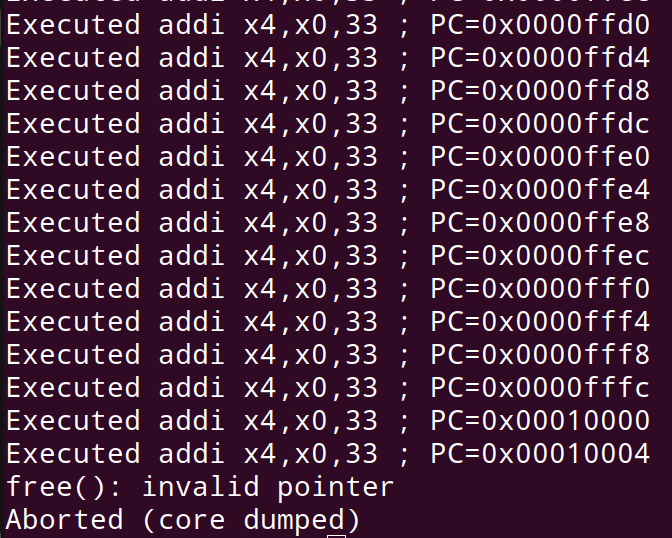 Executed addi x4,x0,33 ; PC=0x0000ffd0
Executed addi x4,x0,33 ; PC=0x0000ffd4
Executed addi x4,x0,33 ; PC=0x0000ffd8
Executed addi x4,x0,33 ; PC=0x0000ffdc
Executed addi x4,x0,33 ; PC=0x0000ffe0
Executed addi x4,x0,33 ; PC=0x0000ffe4
Executed addi x4,x0,33 ; PC=0x0000ffe8
Executed addi x4,x0,33 ; PC=0x0000ffec
Executed addi x4,x0,33 ; PC=0x0000fff0
Executed addi x4,x0,33 ; PC=0x0000fff4
Executed addi x4,x0,33 ; PC=0x0000fff8
Executed addi x4,x0,33 ; PC=0x0000fffc
Executed addi x4,x0,33 ; PC=0x00010000
Executed addi x4,x0,33 ; PC=0x00010004
free(): invalid pointer
Aborted (core dumped)